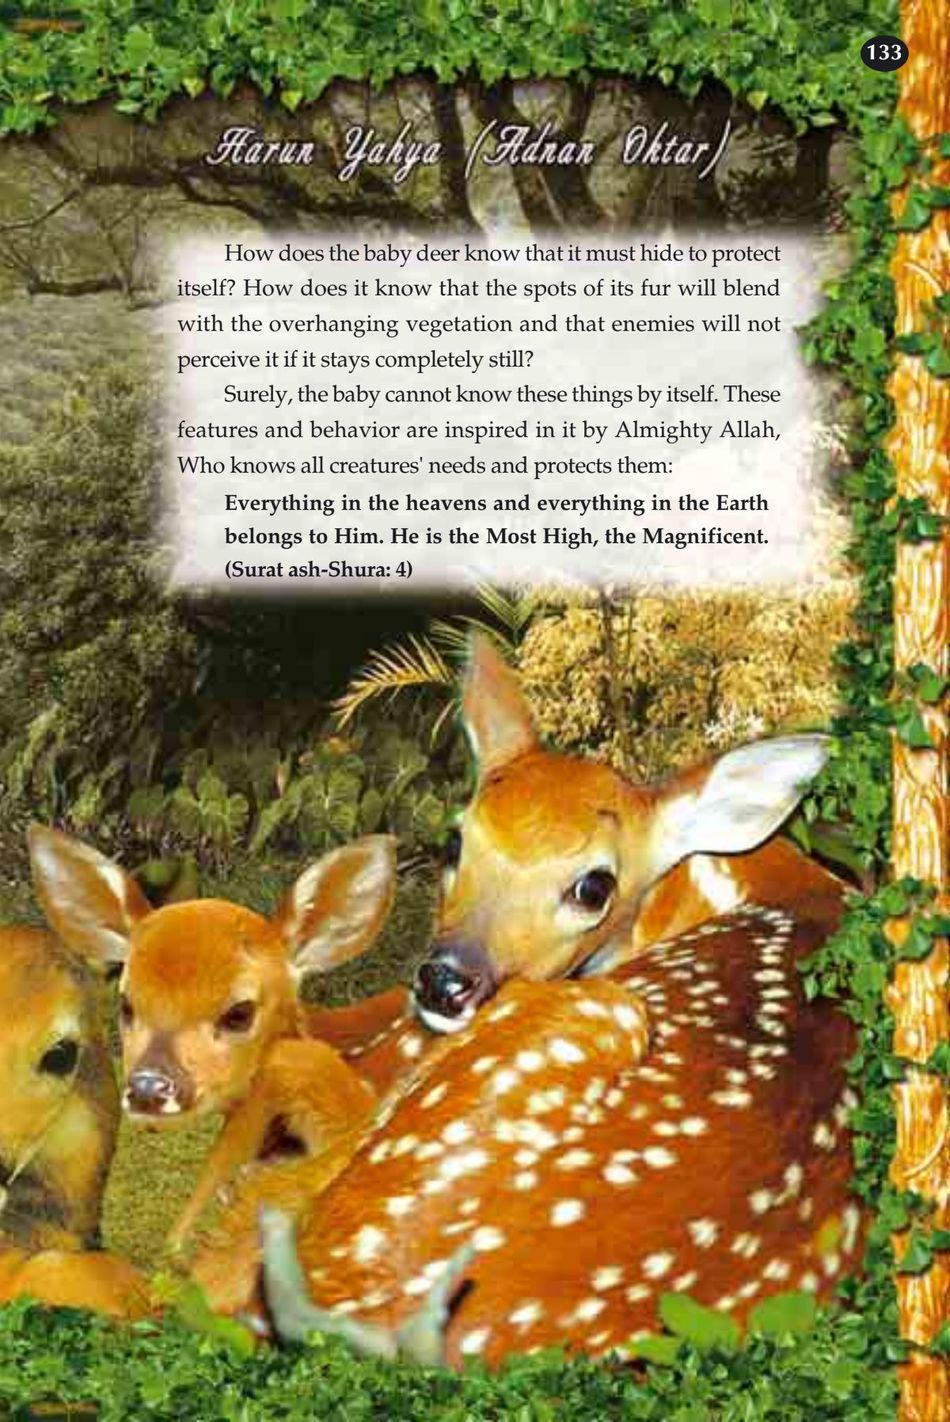 133
Harun Yahya (Adnan Oktar)
How does the baby deer know that it must hide to protect
itself? How does it know that the spots of its fur will blend
with the overhanging vegetation and that enemies will not
perceive it if it stays completely still?
Surely, the baby cannot know these things by itself. These
features and behavior are inspired in it by Almighty Allah,
Who knows all creatures' needs and protects them:
Everything in the heavens and everything in the Earth
belongs to Him. He is the Most High, the Magnificent.
(Surat ash-Shura: 4)